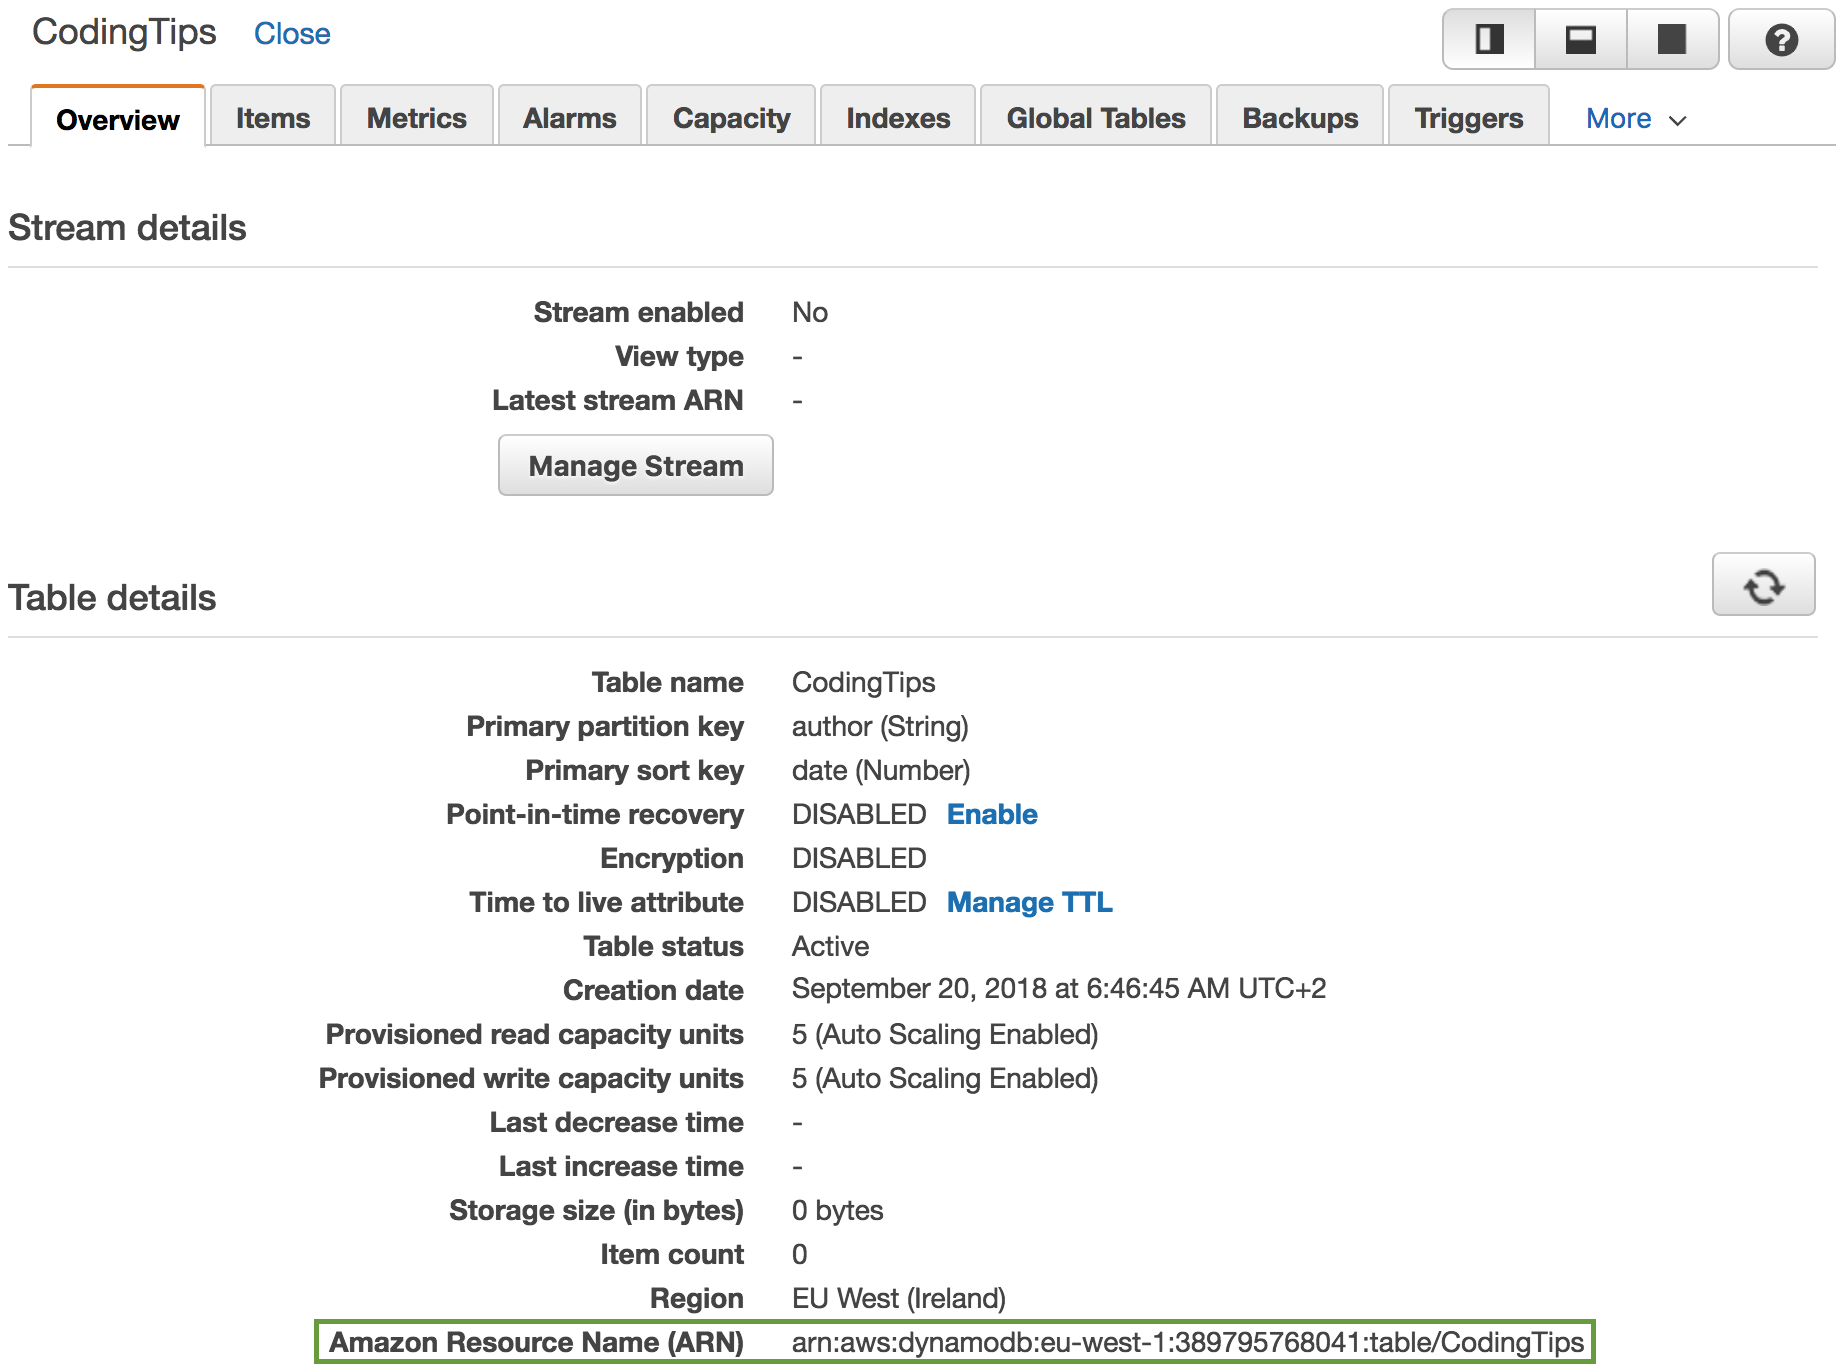 CodingTips Close
Overview Items Metrics Alarms Capacity Indexes Global Tables Backups Triggers More
Stream details
Stream enabled No
View type -
Latest stream ARN -
Manage Stream
Table details
Table name CodingTips
Primary partition key author (String)
Primary sort key date (Number)
Point-in-time recovery DISABLED Enable
Encryption DISABLED
Time to live attribute DISABLED Manage TTL
Table status Active
Creation date September 20, 2018 at 6:46:45 AM UTC+2
Provisioned read capacity units 5 (Auto Scaling Enabled)
Provisioned write capacity units 5 (Auto Scaling Enabled)
Last decrease time -
Last increase time -
Storage size (in bytes) 0 bytes
Item count 0
Region EU West (Ireland)
Amazon Resource Name (ARN) arn:aws:dynamodb:eu-west-1:389795768041:table/CodingTips